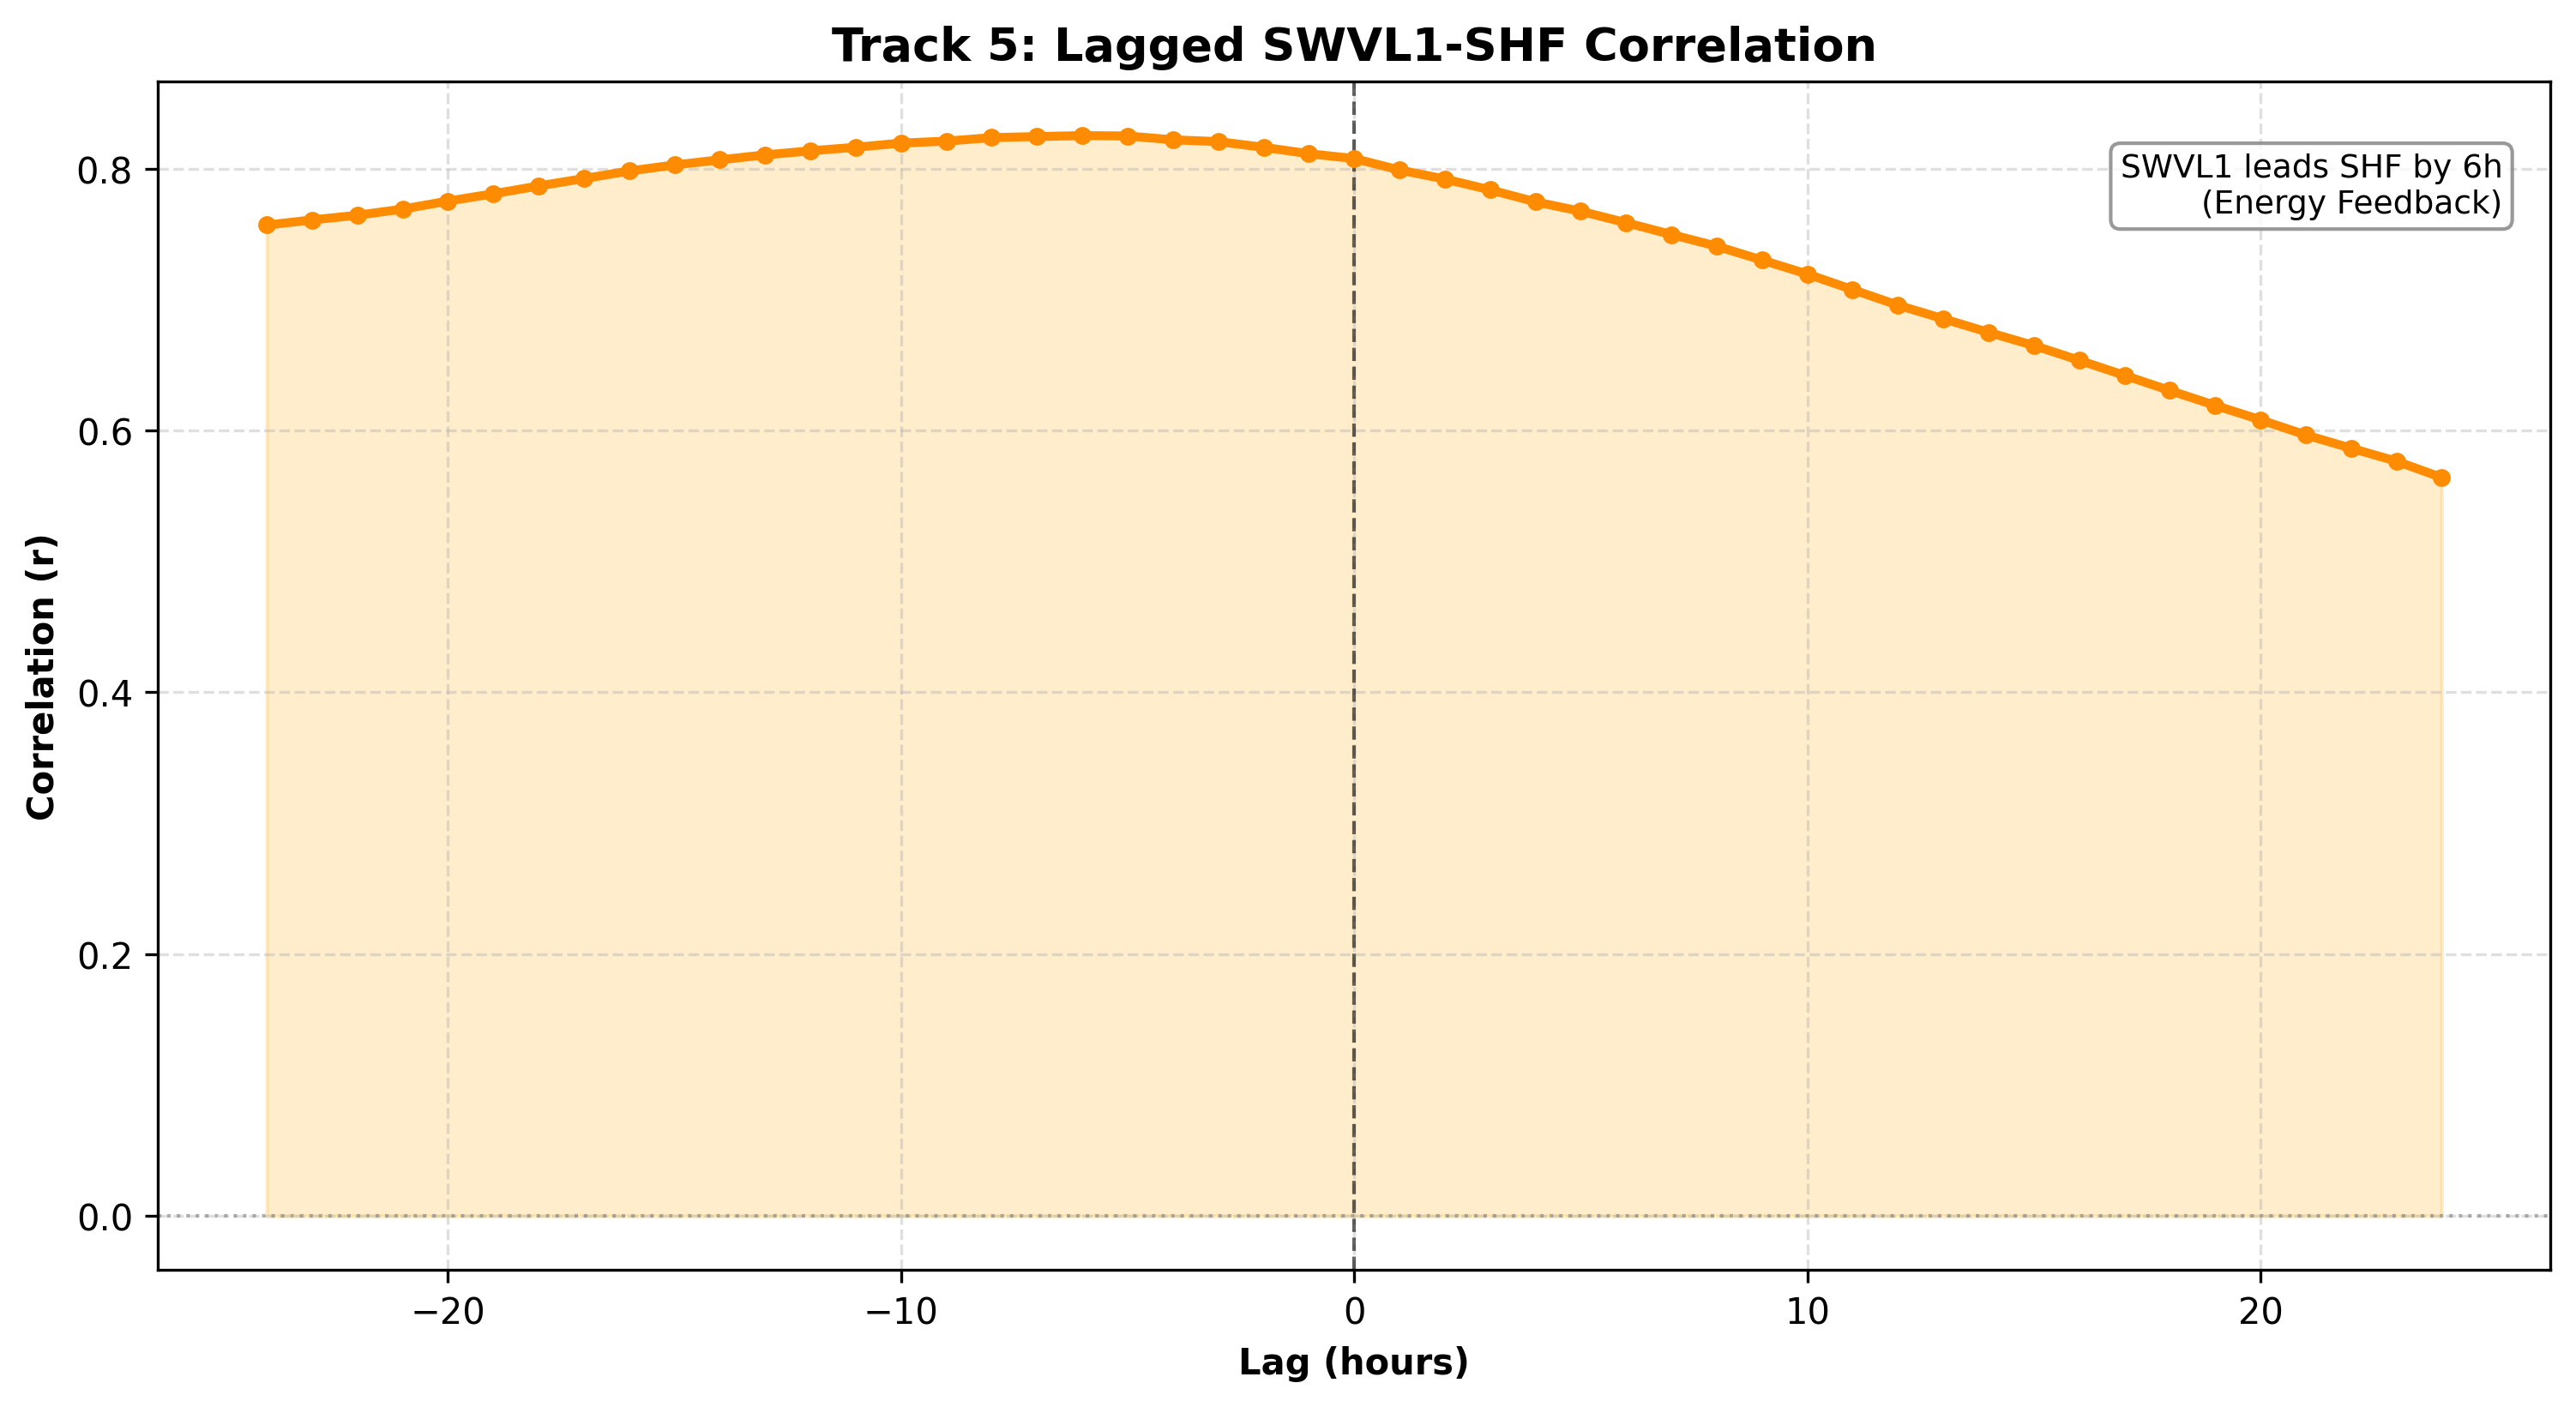 Track 5: Lagged SWVL1-SHF Correlation
SWVL1 leads SHF by 6h
(Energy Feedback)
Correlation (r)
0.8
0.6
0.4
0.2
0.0
−20
−10
0
10
20
Lag (hours)